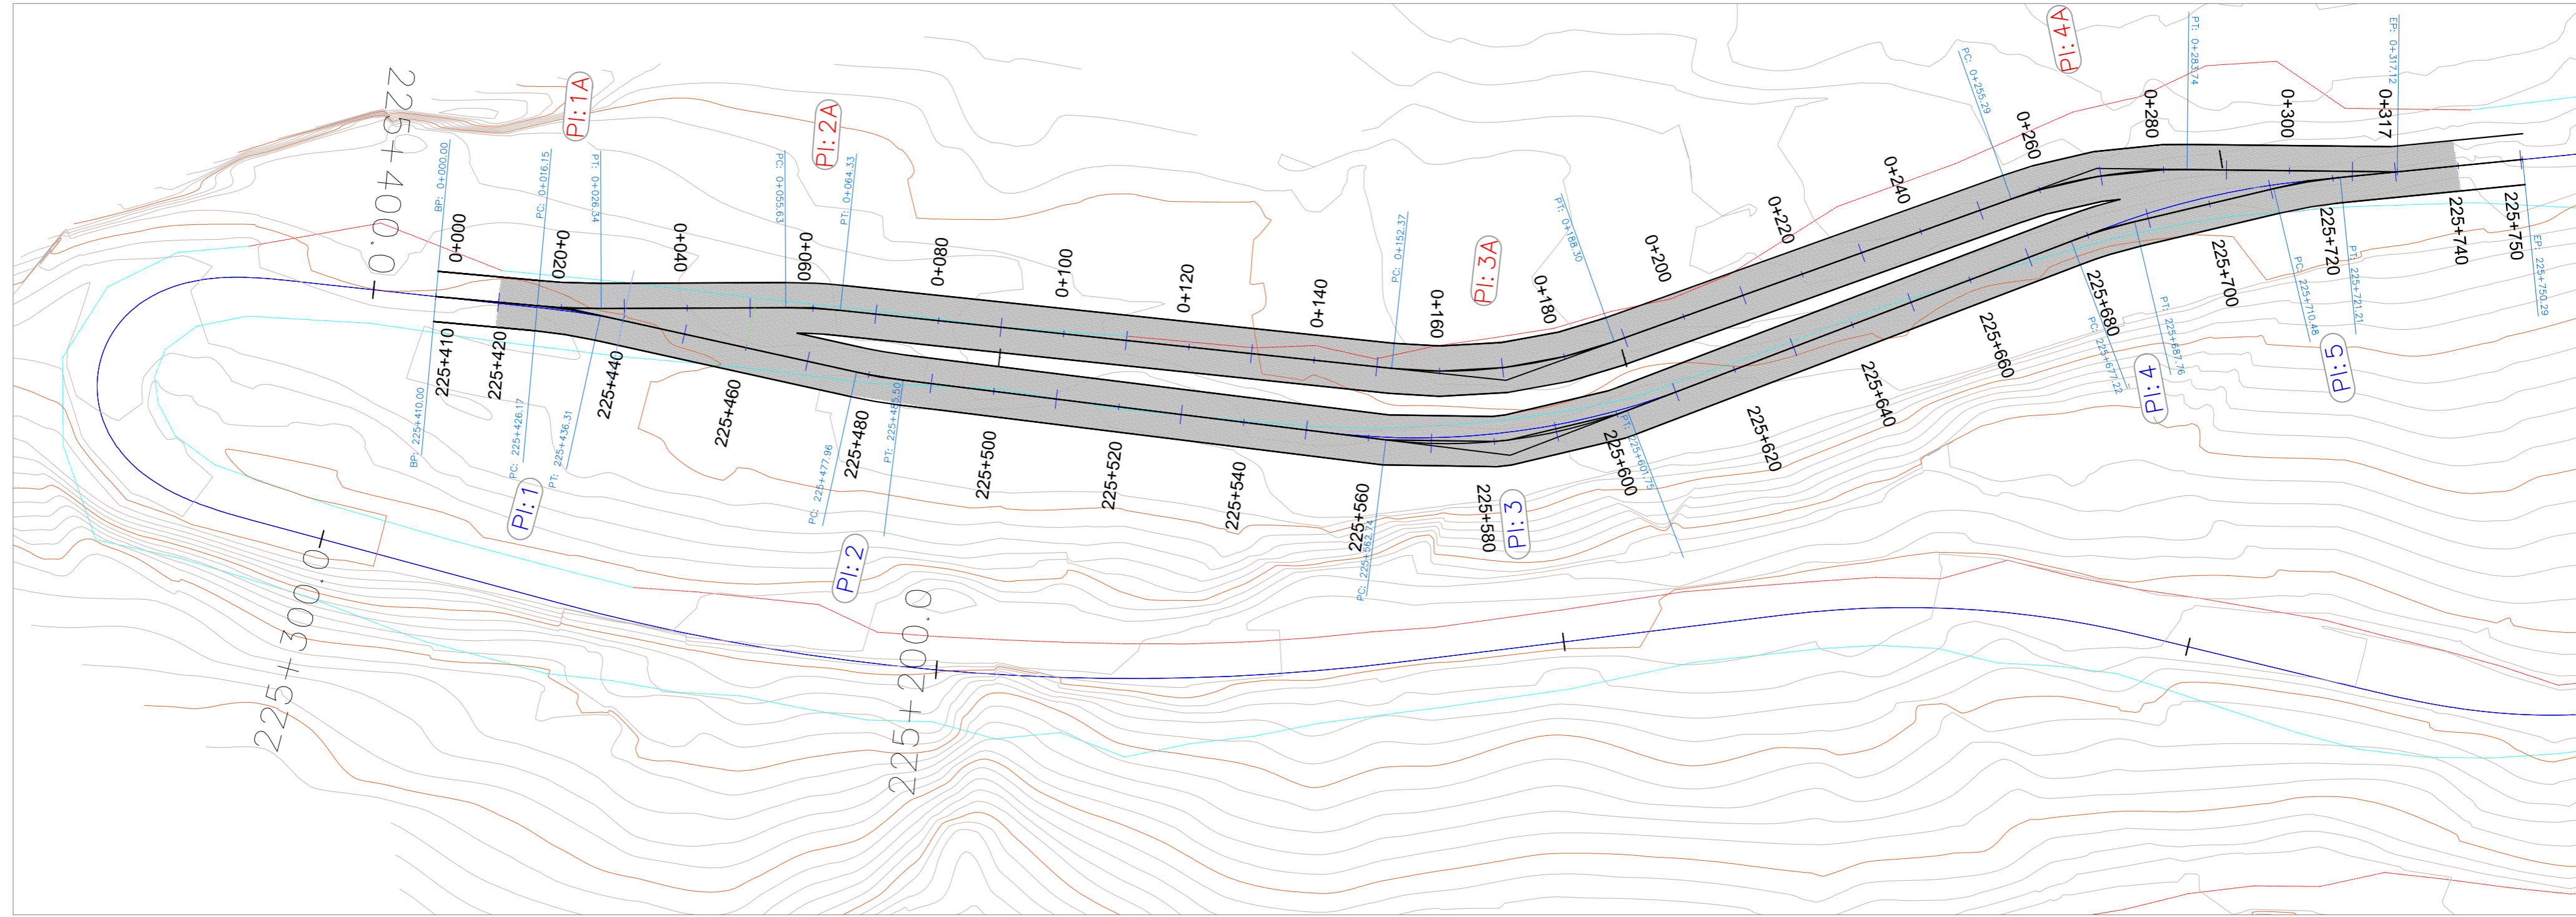 225+400.0
PI: 1A
PI: 2A
PI: 3A
PI: 4A
BP: 0+000.00
PC: 0+016.15
PT: 0+026.34
PC: 0+055.63
PT: 0+064.33
PC: 0+152.37
PT: 0+188.30
PC: 0+255.29
PT: 0+283.74
EP: 0+317.12
0+000
0+020
0+040
0+060
0+080
0+100
0+120
0+140
0+160
0+180
0+200
0+220
0+240
0+260
0+280
0+300
0+317
225+410
225+420
225+440
225+460
225+480
225+500
225+520
225+540
225+560
225+580
225+600
225+620
225+640
225+660
225+680
225+700
225+720
225+740
225+750
BP: 225+410.00
PC: 225+426.17
PT: 225+436.31
PC: 225+477.96
PT: 225+485.50
PC: 225+562.74
PT: 225+601.75
PC: 225+677.22
PT: 225+687.76
PC: 225+710.48
PT: 225+721.21
EP: 225+750.29
PI: 1
PI: 2
PI: 3
PI: 4
PI: 5
225+300.0
225+200.0